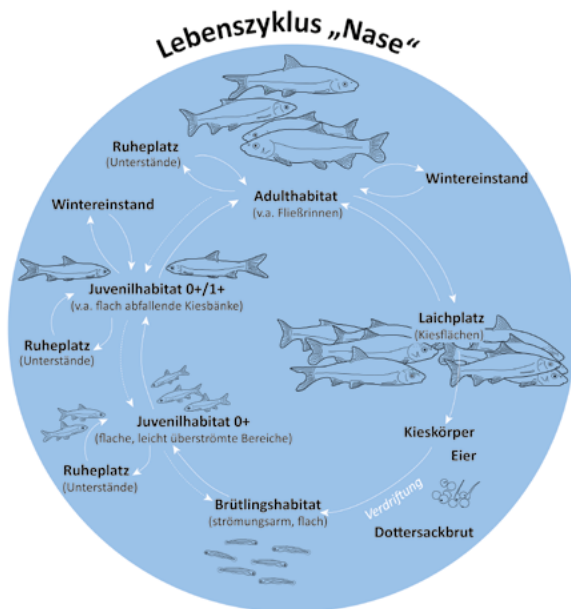 Lebenszyklus „Nase“
Ruheplatz
(Unterstände)
Adulthabitat
(v.a. Fließrinnen)
Wintereinstand
Wintereinstand
Juvenilhabitat 0+/1+
(v.a. flach abfallende Kiesbänke)
Laichplatz
(Kiesflächen)
Ruheplatz
(Unterstände)
Juvenilhabitat 0+
(flache, leicht überströmte Bereiche)
Kieskörper
Eier
Ruheplatz
(Unterstände)
Brütlingshabitat
(strömungsarm, flach)
Verdriftung
Dottersackbrut